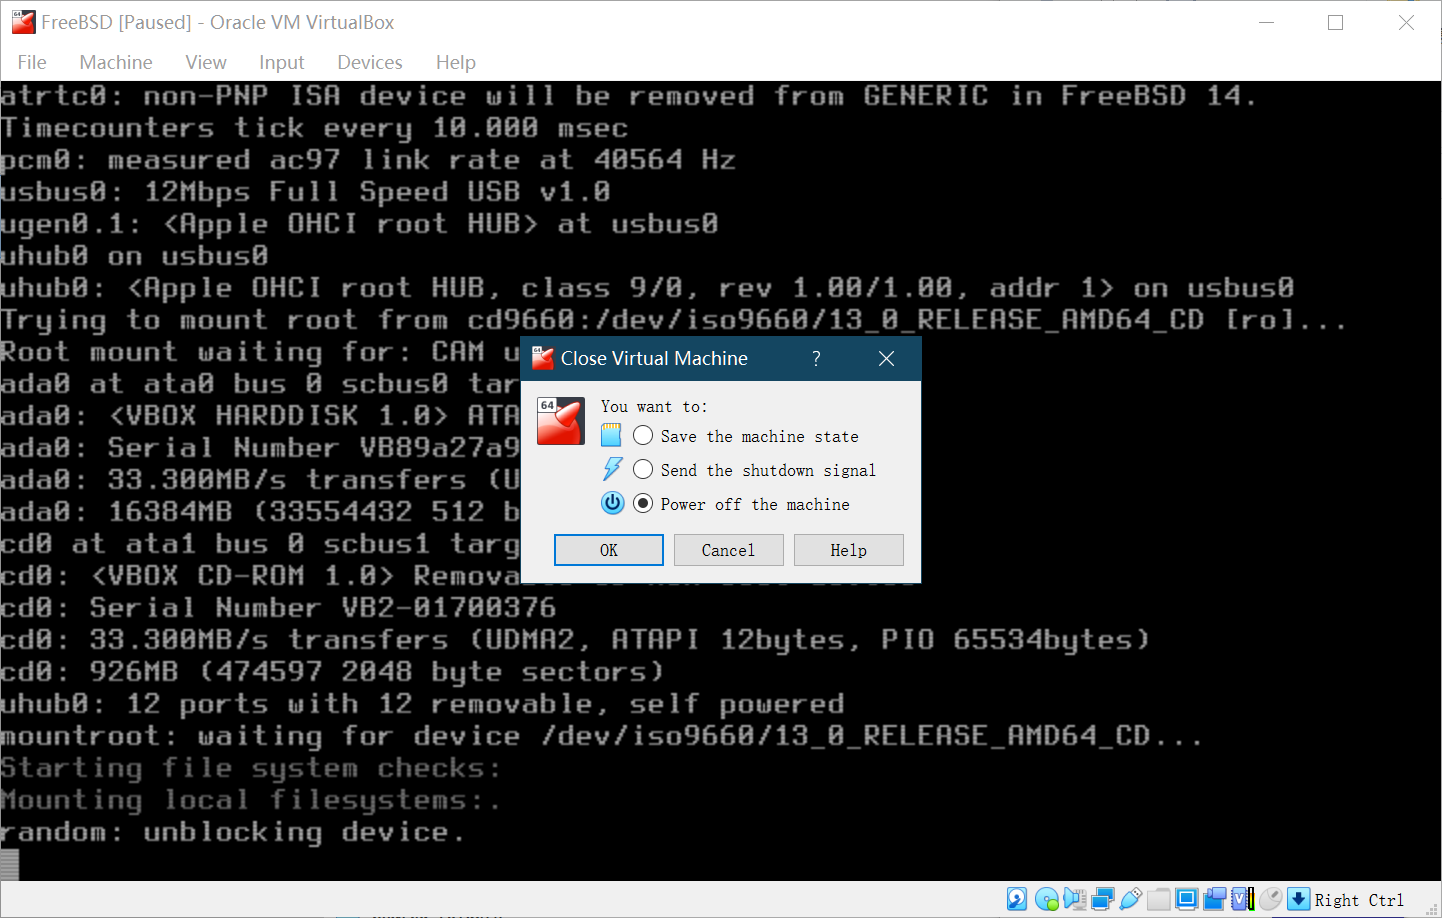 FreeBSD [Paused] - Oracle VM VirtualBox
File Machine View Input Devices Help
atrtc0: non-PNP ISA device will be removed from GENERIC in FreeBSD 14.
Timecounters tick every 10.000 msec
pcm0: measured ac97 link rate at 40564 Hz
usbus0: 12Mbps Full Speed USB v1.0
ugen0.1: <Apple OHCI root HUB> at usbus0
uhub0 on usbus0
uhub0: <Apple OHCI root HUB, class 9/0, rev 1.00/1.00, addr 1> on usbus0
Trying to mount root from cd9660:/dev/iso9660/13_0_RELEASE_AMD64_CD [ro]...
Root mount waiting for: CAM u
ada0 at ata0 bus 0 scbus0 tar
ada0: <VBOX HARDDISK 1.0> ATA
ada0: Serial Number VB89a27a9
ada0: 33.300MB/s transfers (U
ada0: 16384MB (33554432 512 b
cd0 at ata1 bus 0 scbus1 targ
cd0: <VBOX CD-ROM 1.0> Remova
cd0: Serial Number VB2-01700376
cd0: 33.300MB/s transfers (UDMA2, ATAPI 12bytes, PIO 65534bytes)
cd0: 926MB (474597 2048 byte sectors)
uhub0: 12 ports with 12 removable, self powered
mountroot: waiting for device /dev/iso9660/13_0_RELEASE_AMD64_CD...
Starting file system checks:
Mounting local filesystems:.
random: unblocking device.
Close Virtual Machine ?
64
You want to:
Save the machine state
Send the shutdown signal
Power off the machine
OK Cancel Help
Right Ctrl